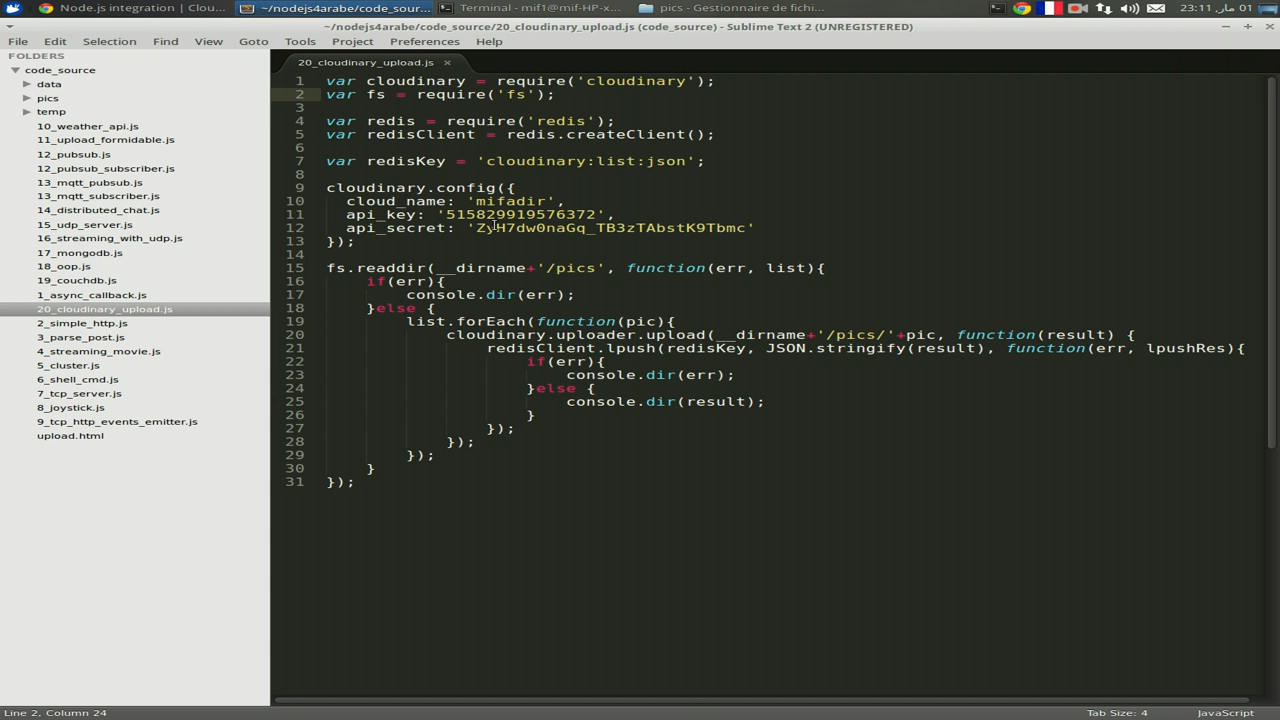 Node.js integration | Clou...
~/nodejs4arabe/code_sour...
Terminal - mif1@mif-HP-x...
pics - Gestionnaire de fichi...
23:11 مار, 01
~/nodejs4arabe/code_source/20_cloudinary_upload.js (code_source) - Sublime Text 2 (UNREGISTERED)
File Edit Selection Find View Goto Tools Project Preferences Help
FOLDERS
code_source
data
pics
temp
10_weather_api.js
11_upload_formidable.js
12_pubsub.js
12_pubsub_subscriber.js
13_mqtt_pubsub.js
13_mqtt_subscriber.js
14_distributed_chat.js
15_udp_server.js
16_streaming_with_udp.js
17_mongodb.js
18_oop.js
19_couchdb.js
1_async_callback.js
20_cloudinary_upload.js
2_simple_http.js
3_parse_post.js
4_streaming_movie.js
5_cluster.js
6_shell_cmd.js
7_tcp_server.js
8_joystick.js
9_tcp_http_events_emitter.js
upload.html
20_cloudinary_upload.js ×
1 var cloudinary = require('cloudinary');
2 var fs = require('fs');
3
4 var redis = require('redis');
5 var redisClient = redis.createClient();
6
7 var redisKey = 'cloudinary:list:json';
8
9 cloudinary.config({
10 cloud_name: 'mifadir',
11 api_key: '515829919576372',
12 api_secret: 'ZyH7dw0naGq_TB3zTAbstK9Tbmc'
13 });
14
15 fs.readdir(__dirname+'/pics', function(err, list){
16 if(err){
17 console.dir(err);
18 }else {
19 list.forEach(function(pic){
20 cloudinary.uploader.upload(__dirname+'/pics/'+pic, function(result) {
21 redisClient.lpush(redisKey, JSON.stringify(result), function(err, lpushRes){
22 if(err){
23 console.dir(err);
24 }else {
25 console.dir(result);
26 }
27 });
28 });
29 });
30 }
31 });
Line 2, Column 24
Tab Size: 4
JavaScript